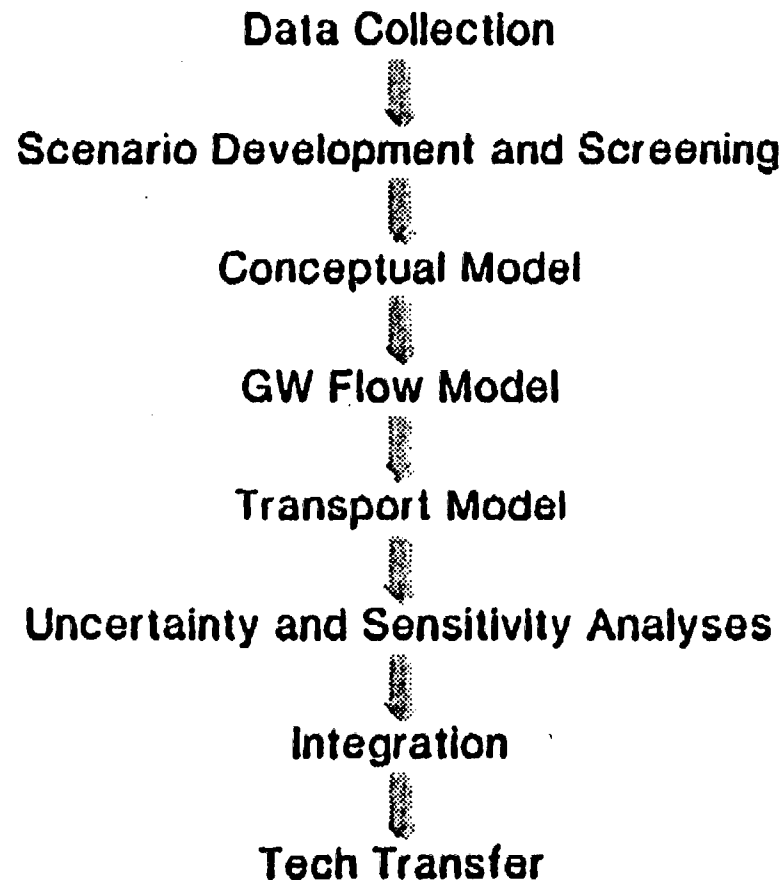 Data Collection
Scenario Development and Screening
Conceptual Model
GW Flow Model
Transport Model
Uncertainty and Sensitivity Analyses
Integration
Tech Transfer